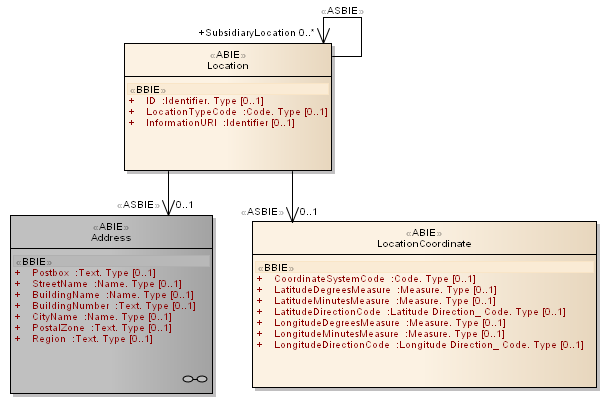 «ASBIE»
+SubsidiaryLocation 0..*
«ABIE»
Location
«BBIE»
+ ID :Identifier. Type [0..1]
+ LocationTypeCode :Code. Type [0..1]
+ InformationURI :Identifier [0..1]
«ASBIE» 0..1
«ASBIE» 0..1
«ABIE»
Address
«BBIE»
+ Postbox :Text. Type [0..1]
+ StreetName :Name. Type [0..1]
+ BuildingName :Name. Type [0..1]
+ BuildingNumber :Text. Type [0..1]
+ CityName :Name. Type [0..1]
+ PostalZone :Text. Type [0..1]
+ Region :Text. Type [0..1]
«ABIE»
LocationCoordinate
«BBIE»
+ CoordinateSystemCode :Code. Type [0..1]
+ LatitudeDegreesMeasure :Measure. Type [0..1]
+ LatitudeMinutesMeasure :Measure. Type [0..1]
+ LatitudeDirectionCode :Latitude Direction_ Code. Type [0..1]
+ LongitudeDegreesMeasure :Measure. Type [0..1]
+ LongitudeMinutesMeasure :Measure. Type [0..1]
+ LongitudeDirectionCode :Longitude Direction_ Code. Type [0..1]